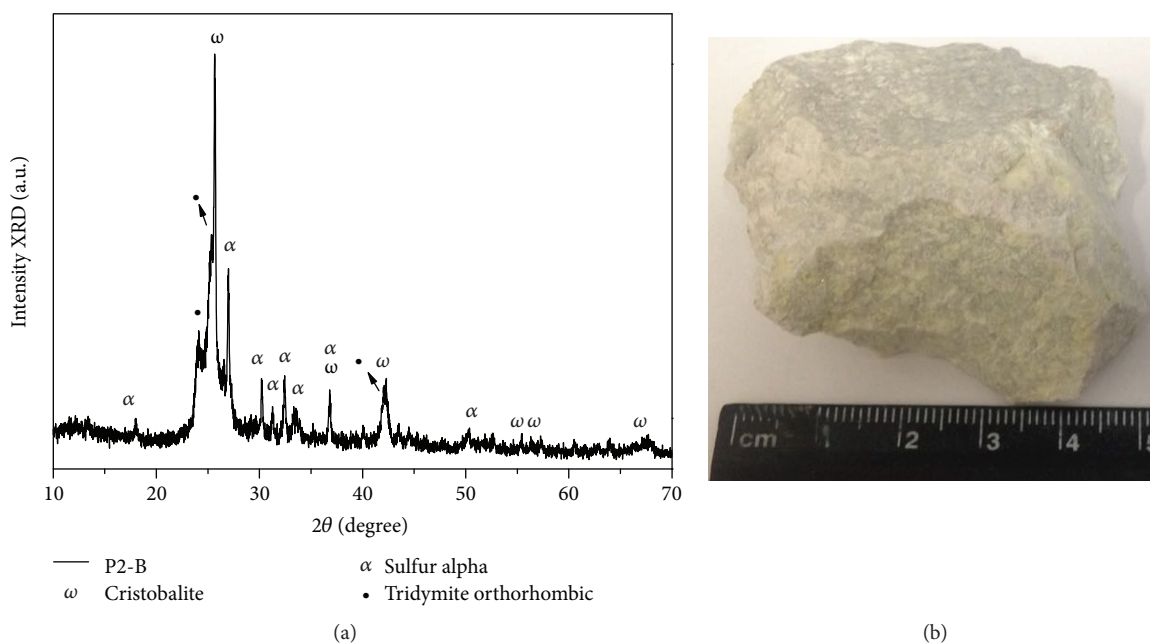 Intensity XRD (a.u.)
ω
•
α
•
α
α
α
α
α
α
ω
•
ω
α
ω ω
ω
10 20 30 40 50 60 70
2θ (degree)
P2-B
ω Cristobalite
α Sulfur alpha
• Tridymite orthorhombic
(a)
cm 1 2 3 4 5
(b)